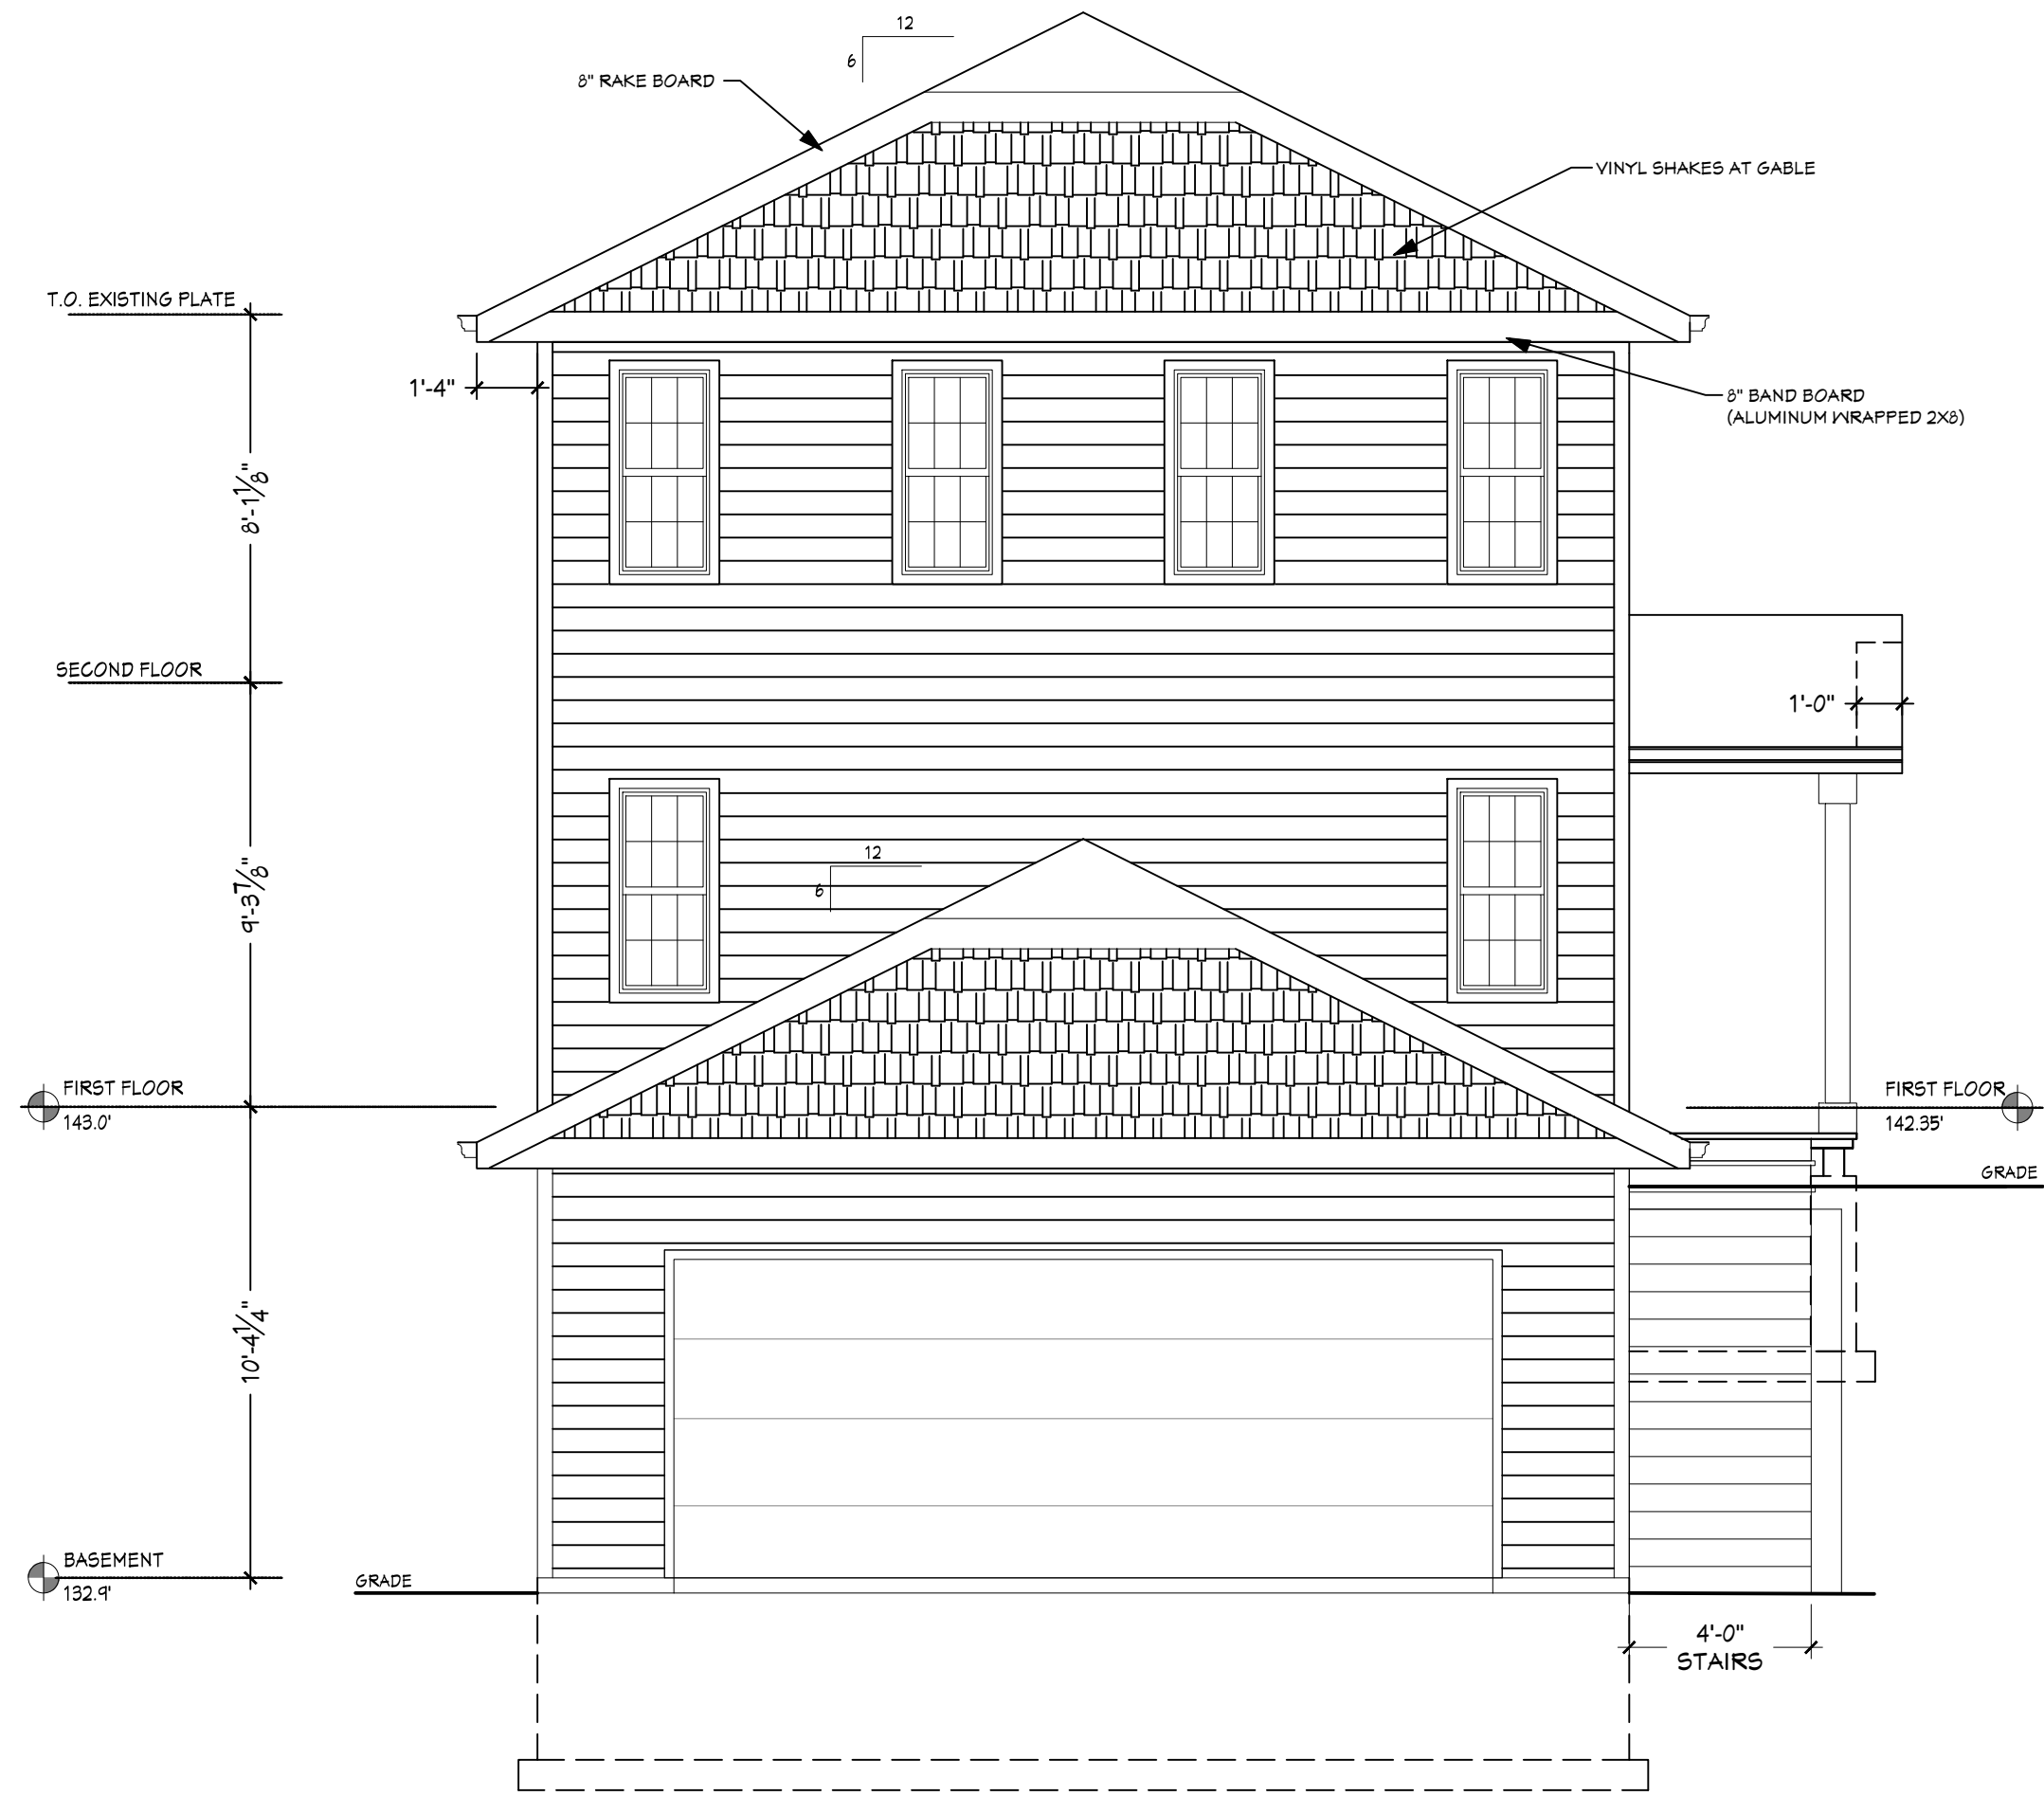 12
6
8" RAKE BOARD
VINYL SHAKES AT GABLE
T.O. EXISTING PLATE
1'-4"
8" BAND BOARD
(ALUMINUM WRAPPED 2X8)
8'-1⅛"
SECOND FLOOR
1'-0"
9'-3⅞"
12
6
FIRST FLOOR
143.0'
FIRST FLOOR
142.35'
GRADE
10'-4¼"
BASEMENT
132.9'
GRADE
4'-0"
STAIRS